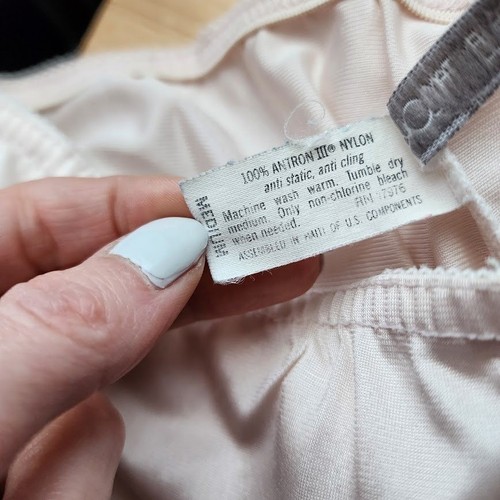 100% ANTRON III® NYLON
anti static, anti cling
Machine wash warm. Tumble dry
medium. Only non-chlorine bleach
when needed. RN 17976
ASSEMBLED IN HAITI OF U.S. COMPONENTS
MEDIUM